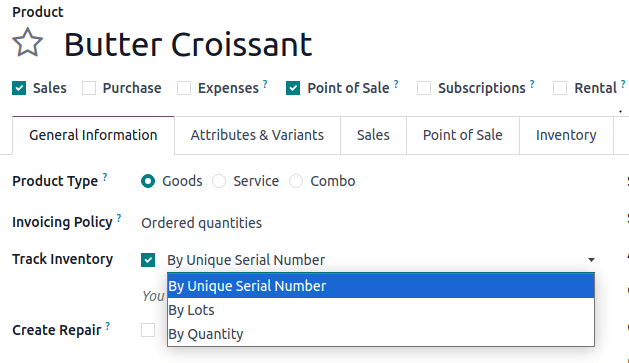 Product
Butter Croissant
Sales Purchase Expenses ? Point of Sale ? Subscriptions ? Rental ?
General Information Attributes & Variants Sales Point of Sale Inventory
Product Type ? Goods Service Combo
Invoicing Policy ? Ordered quantities
Track Inventory By Unique Serial Number
By Unique Serial Number
You
By Lots
By Quantity
Create Repair ?